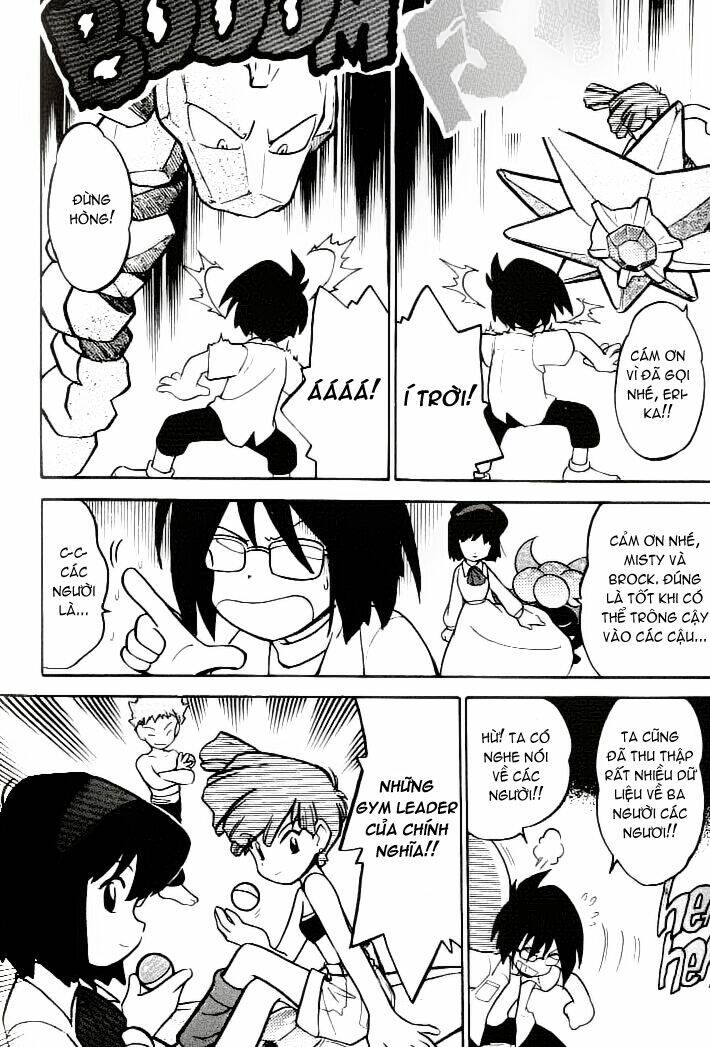 BOOOM
CÁM ƠN
VÌ ĐÃ GỌI
NHÉ, ERI-
KA!!
Í TRỜI!
ÁÁÁÁ!
ĐỪNG
HÒNG!
CẢM ƠN NHÉ,
MISTY VÀ
BROCK. ĐÚNG
LÀ TỐT KHI CÓ
THỂ TRÔNG CẬY
VÀO CÁC CẬU...
C-C-
CÁC
NGƯỜI
LÀ...
TA CŨNG
ĐÃ THU THẬP
RẤT NHIỀU DỮ
LIỆU VỀ BA
NGƯỜI CÁC
NGƯƠI!!
HỪ! TA CÓ
NGHE NÓI
VỀ CÁC
NGƯỜI!!
NHỮNG
GYM LEADER
CỦA CHÍNH
NGHĨA!!